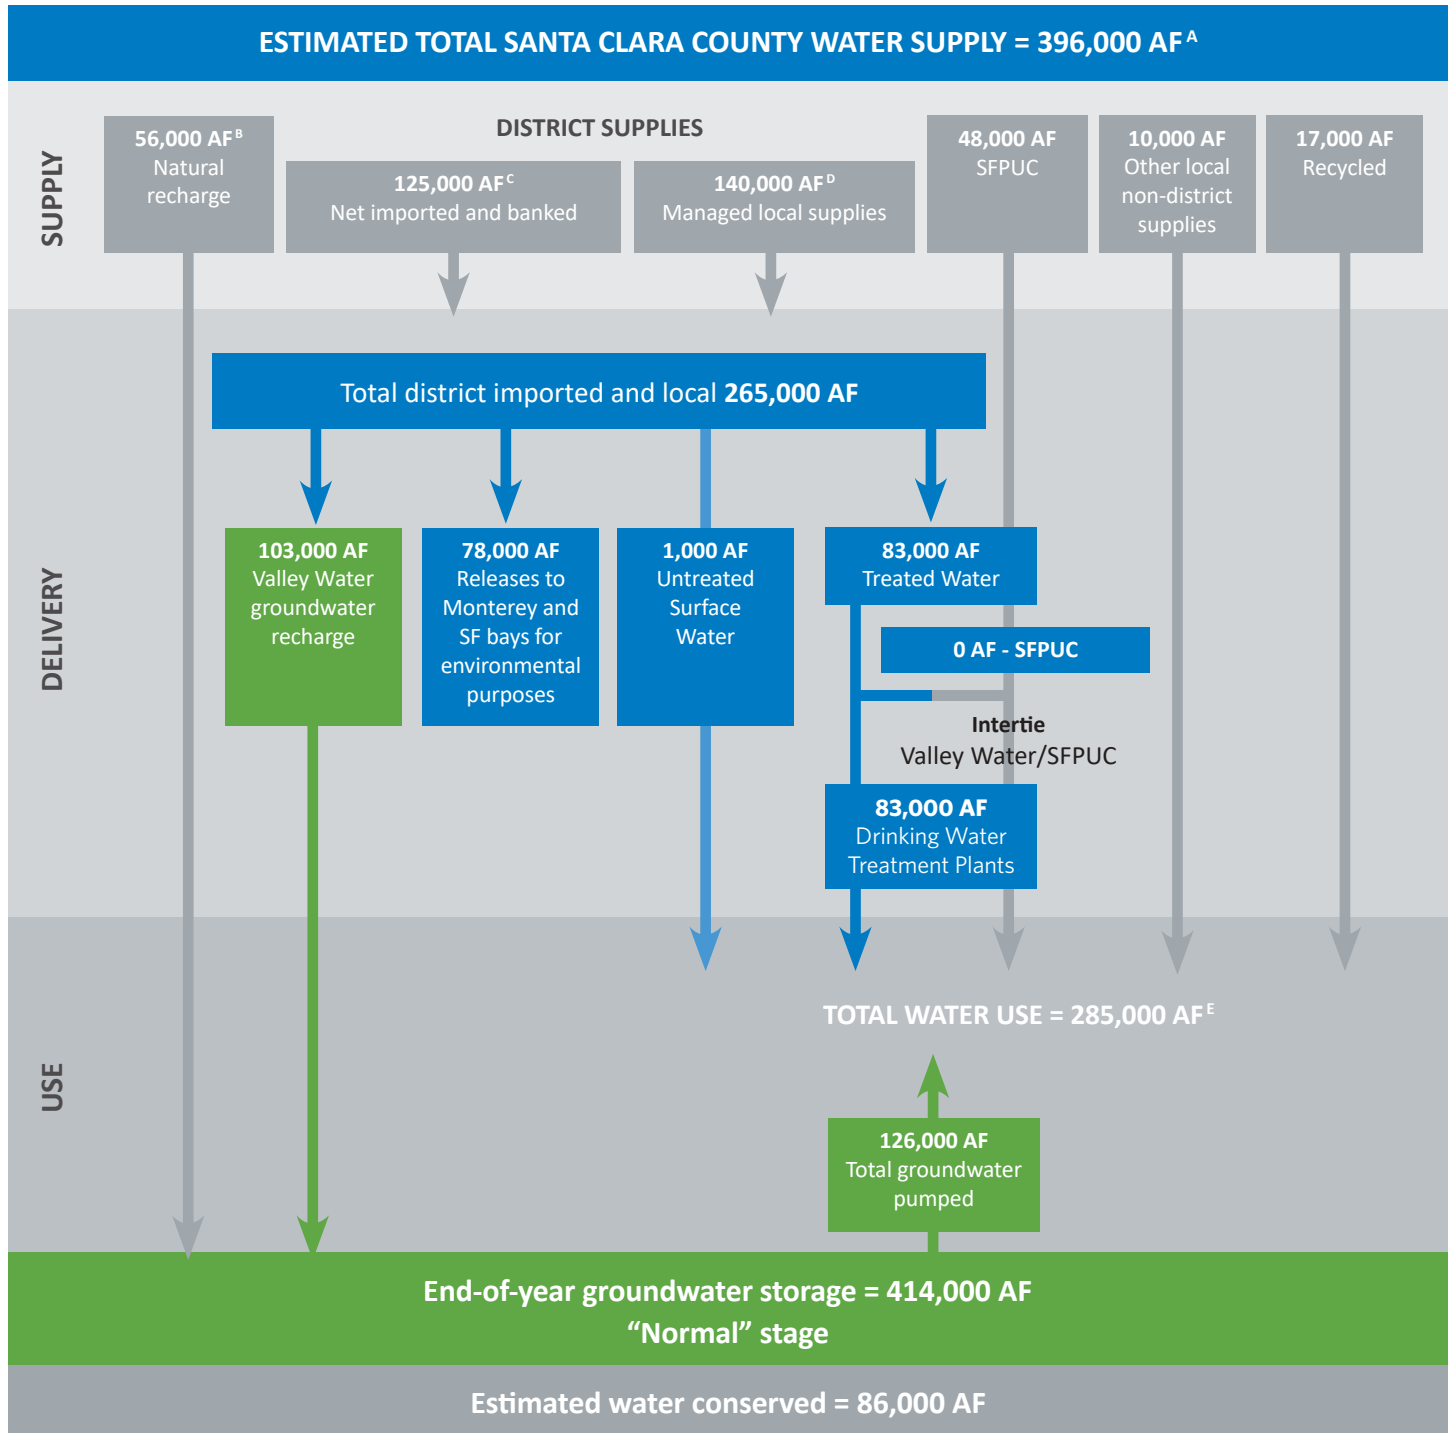 ESTIMATED TOTAL SANTA CLARA COUNTY WATER SUPPLY = 396,000 AF A
SUPPLY
56,000 AF B
Natural
recharge
DISTRICT SUPPLIES
125,000 AF C
Net imported and banked
140,000 AF D
Managed local supplies
48,000 AF
SFPUC
10,000 AF
Other local
non-district
supplies
17,000 AF
Recycled
DELIVERY
Total district imported and local 265,000 AF
103,000 AF
Valley Water
groundwater
recharge
78,000 AF
Releases to
Monterey and
SF bays for
environmental
purposes
1,000 AF
Untreated
Surface
Water
83,000 AF
Treated Water
0 AF - SFPUC
Intertie
Valley Water/SFPUC
83,000 AF
Drinking Water
Treatment Plants
USE
TOTAL WATER USE = 285,000 AF E
126,000 AF
Total groundwater
pumped
End-of-year groundwater storage = 414,000 AF
“Normal” stage
Estimated water conserved = 86,000 AF